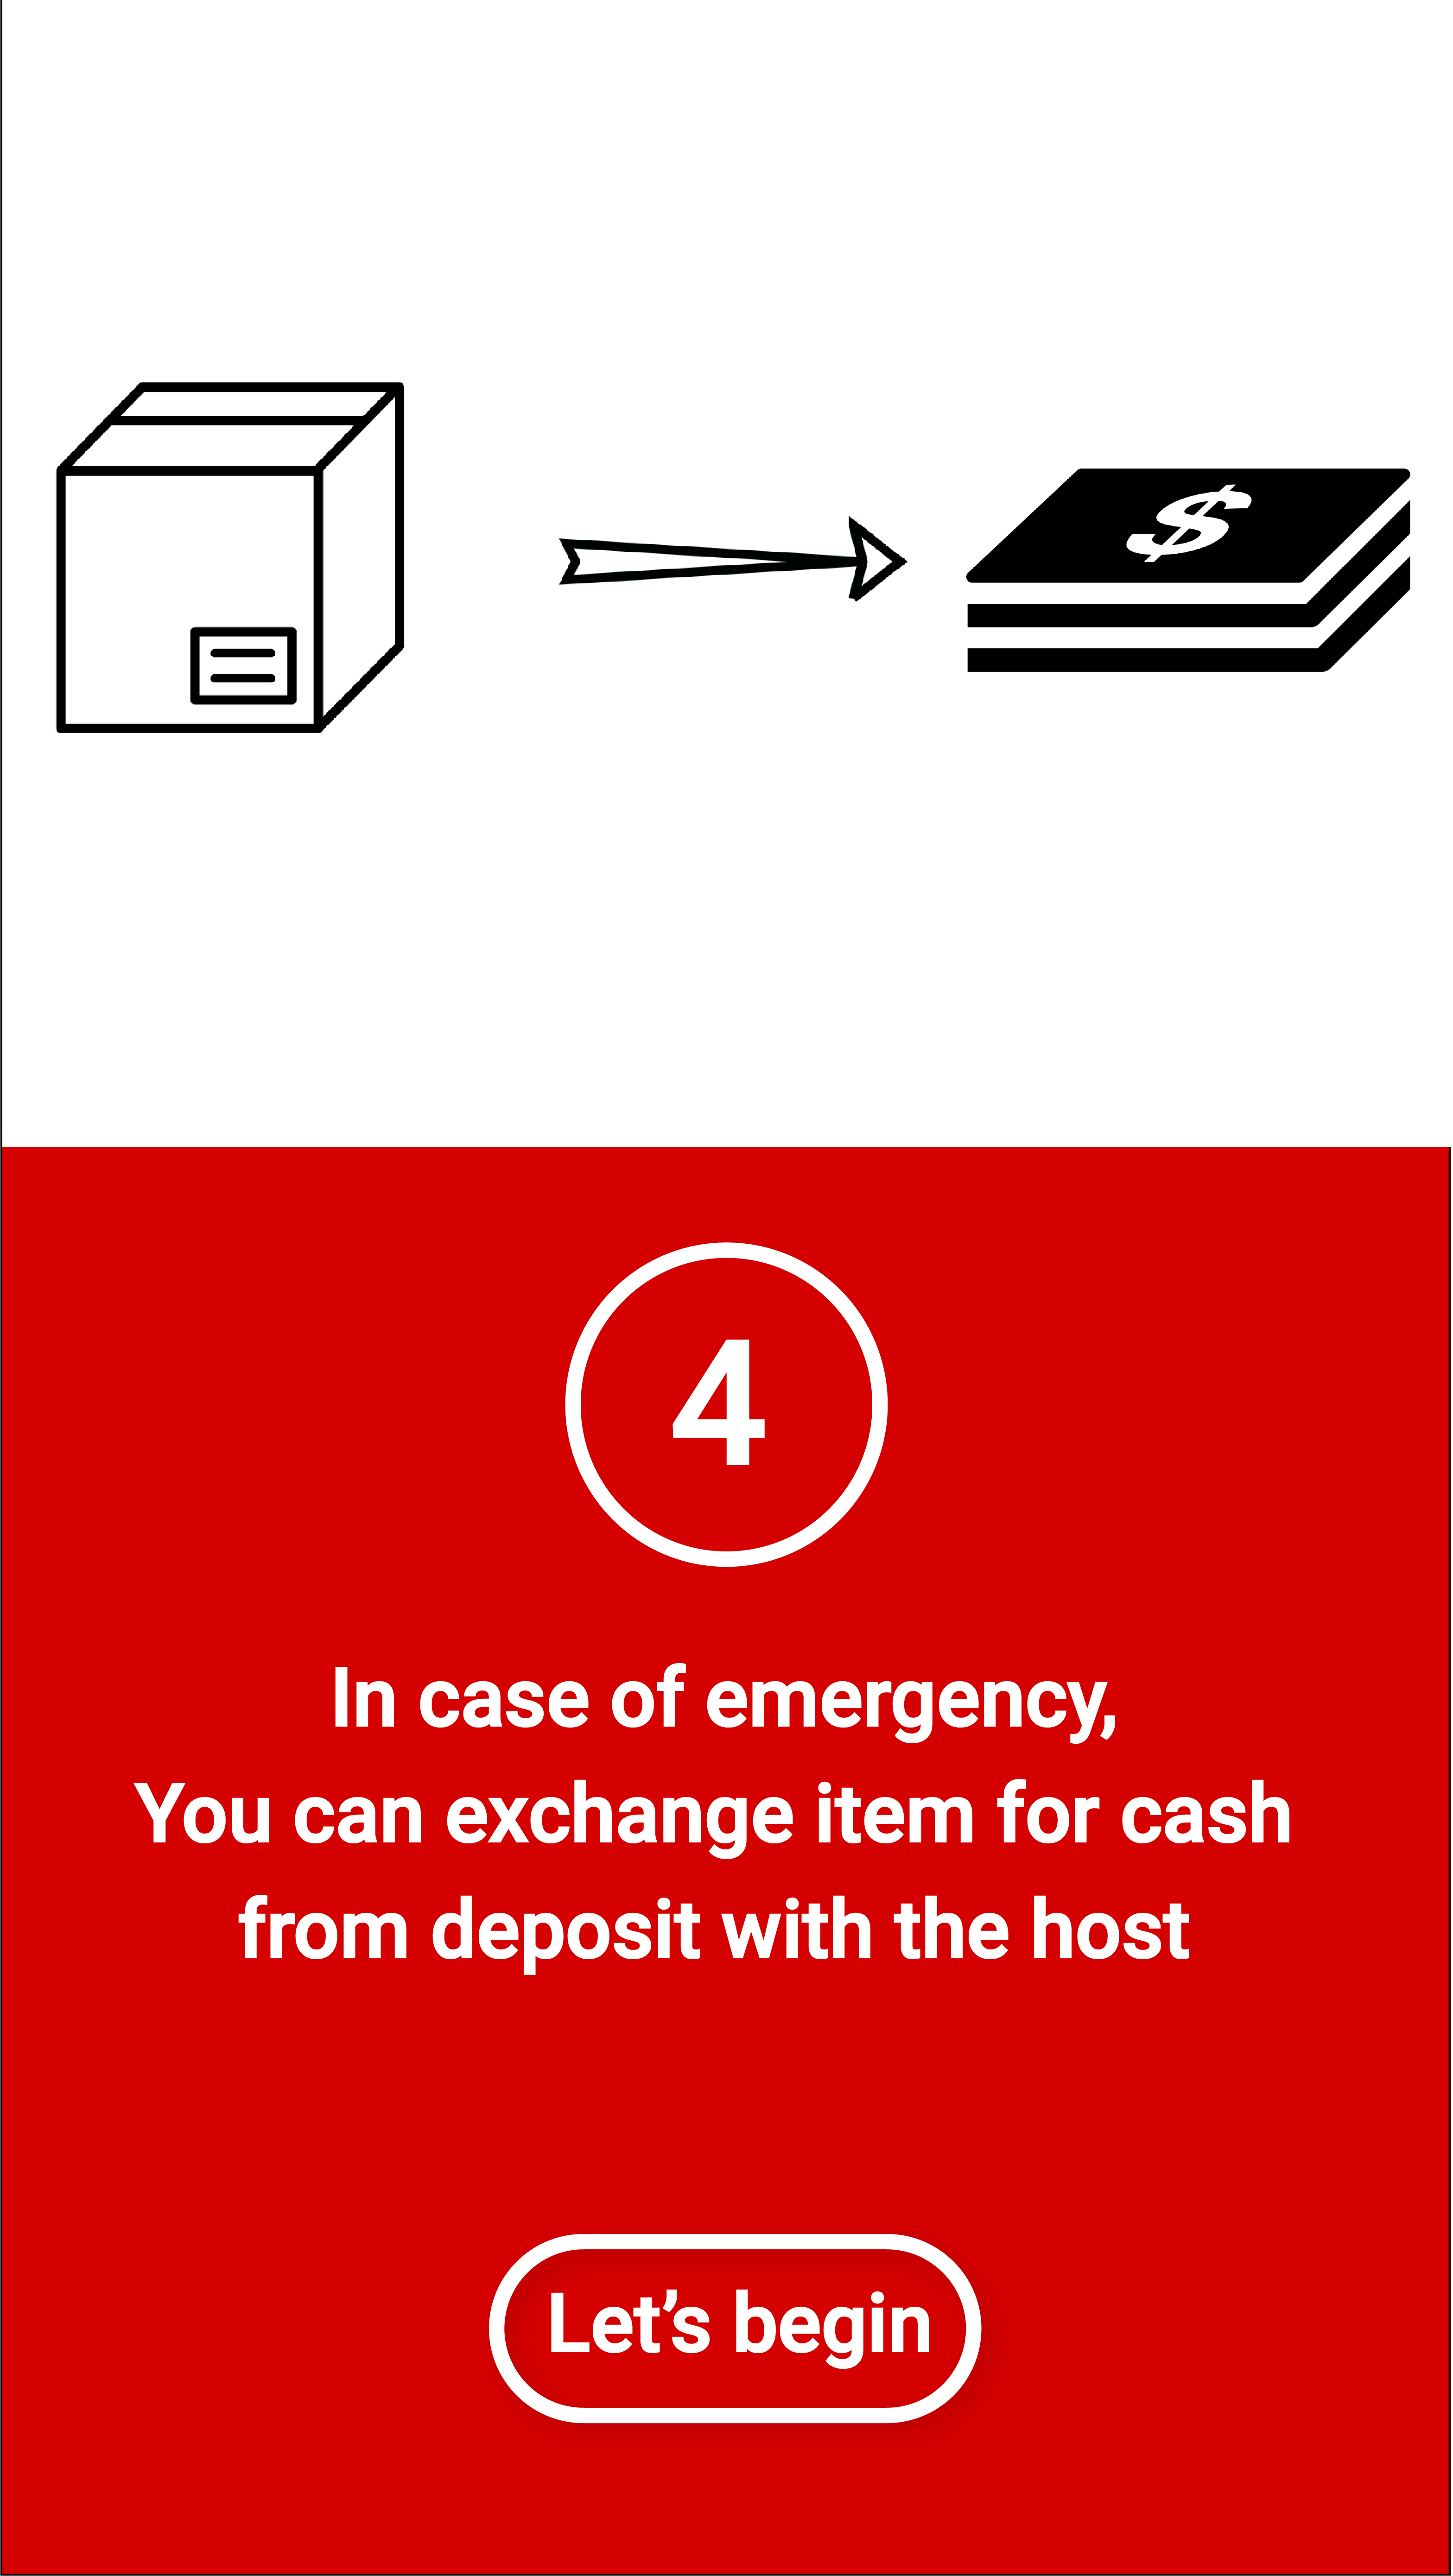 $
4
In case of emergency,
You can exchange item for cash
from deposit with the host
Let’s begin